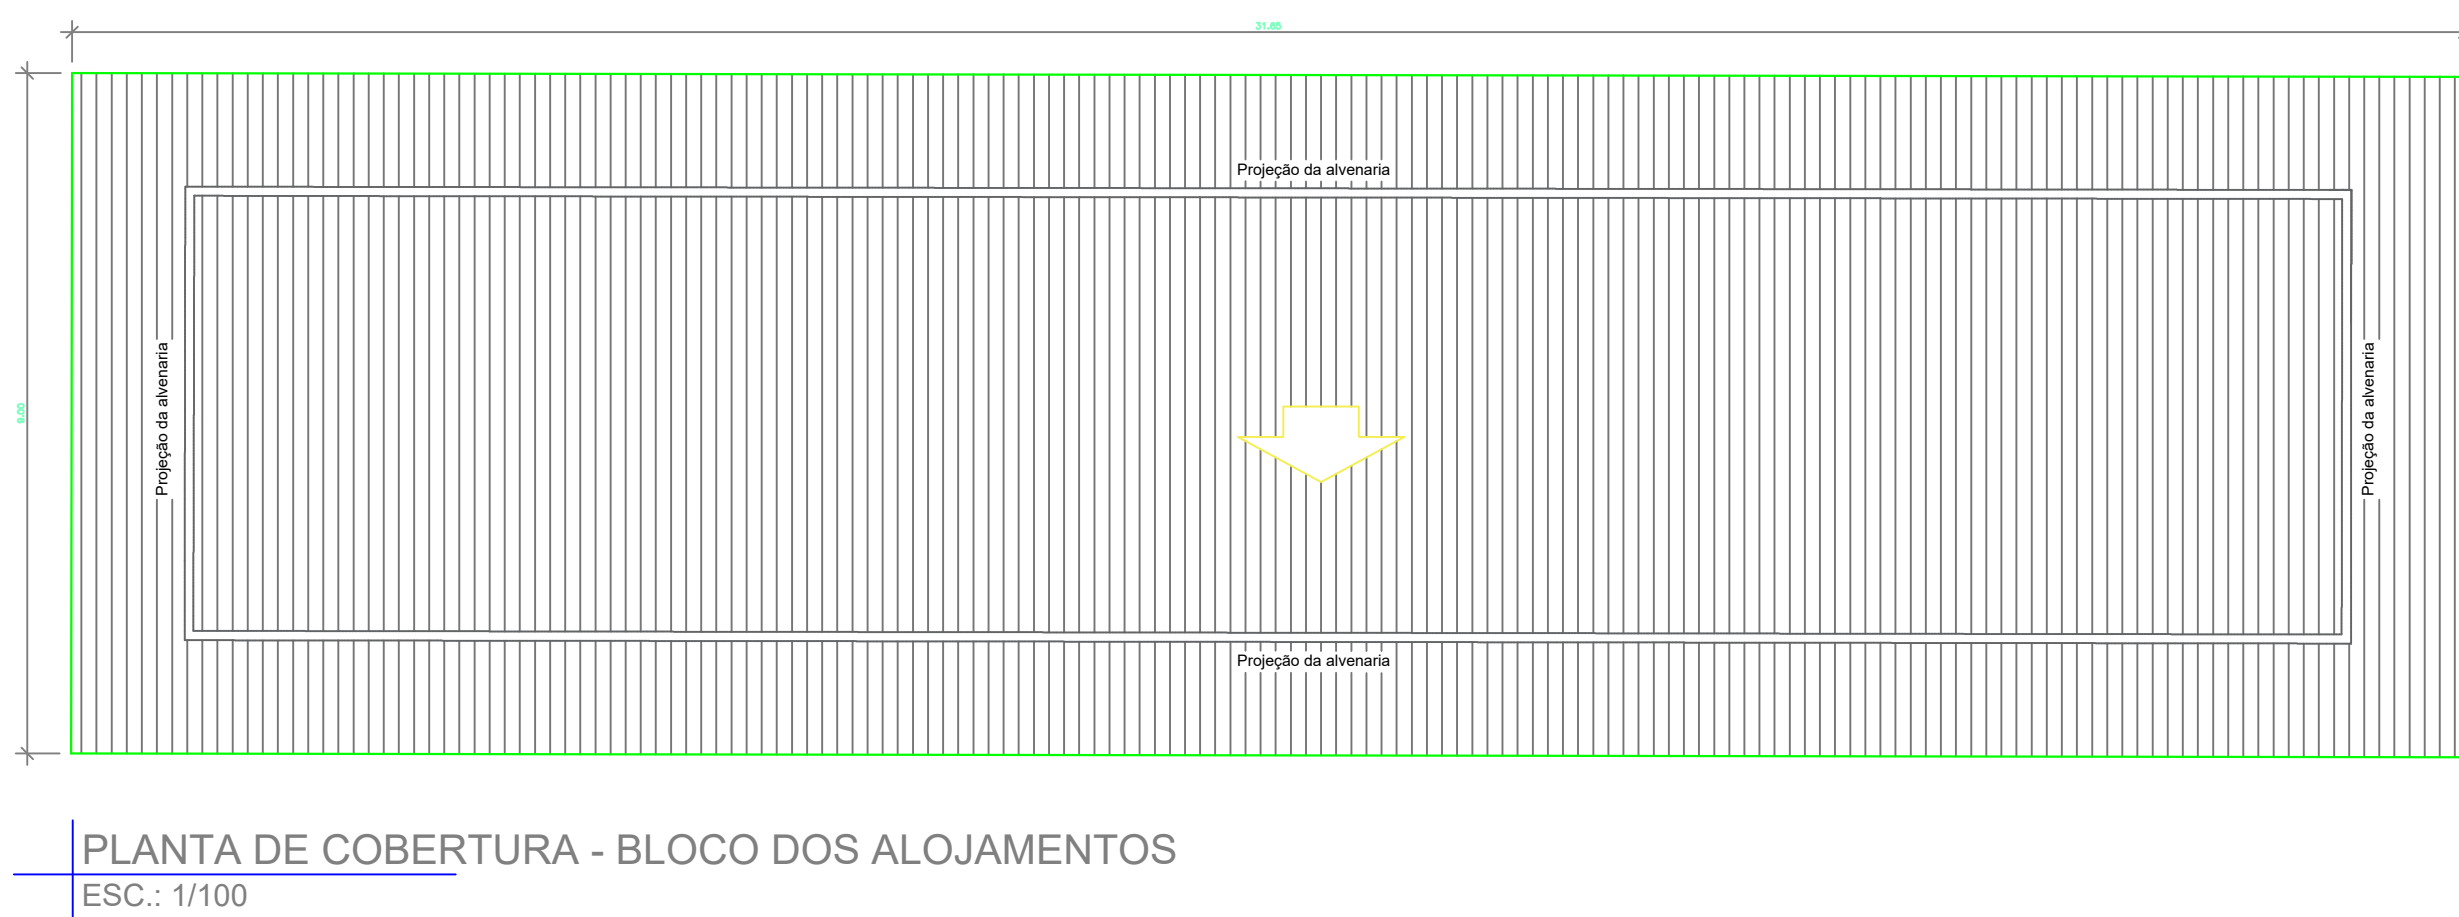 31.65
Projeção da alvenaria
Projeção da alvenaria
Projeção da alvenaria
9.00
Projeção da alvenaria
PLANTA DE COBERTURA - BLOCO DOS ALOJAMENTOS
ESC.: 1/100